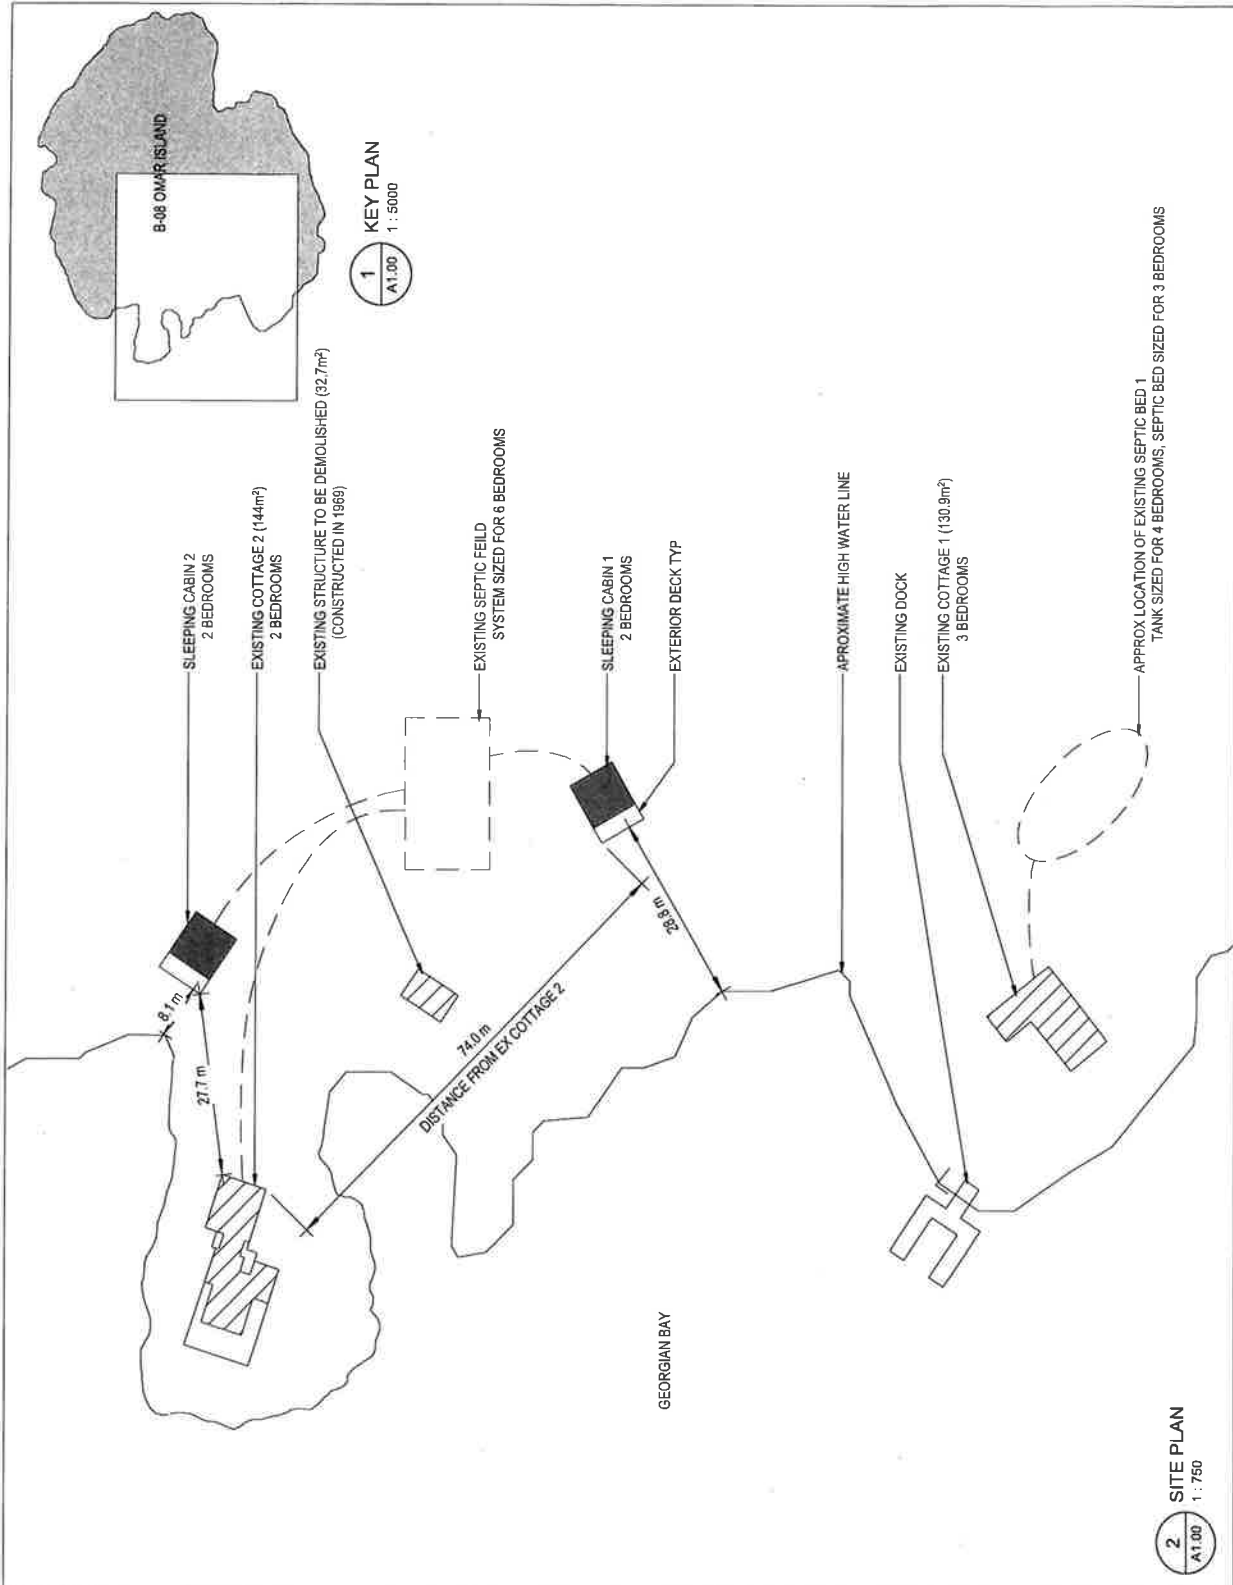 B-08 OMAR ISLAND
1
A1.00
KEY PLAN
1 : 5000
SLEEPING CABIN 2
2 BEDROOMS
EXISTING COTTAGE 2 (144m²)
2 BEDROOMS
EXISTING STRUCTURE TO BE DEMOLISHED (32.7m²)
(CONSTRUCTED IN 1969)
EXISTING SEPTIC FEILD
SYSTEM SIZED FOR 6 BEDROOMS
SLEEPING CABIN 1
2 BEDROOMS
EXTERIOR DECK TYP
APROXIMATE HIGH WATER LINE
EXISTING DOCK
EXISTING COTTAGE 1 (130.9m²)
3 BEDROOMS
APPROX LOCATION OF EXISTING SEPTIC BED 1
TANK SIZED FOR 4 BEDROOMS, SEPTIC BED SIZED FOR 3 BEDROOMS
8.1 m
27.7 m
74.0 m
DISTANCE FROM EX COTTAGE 2
28.8 m
GEORGIAN BAY
2
A1.00
SITE PLAN
1 : 750